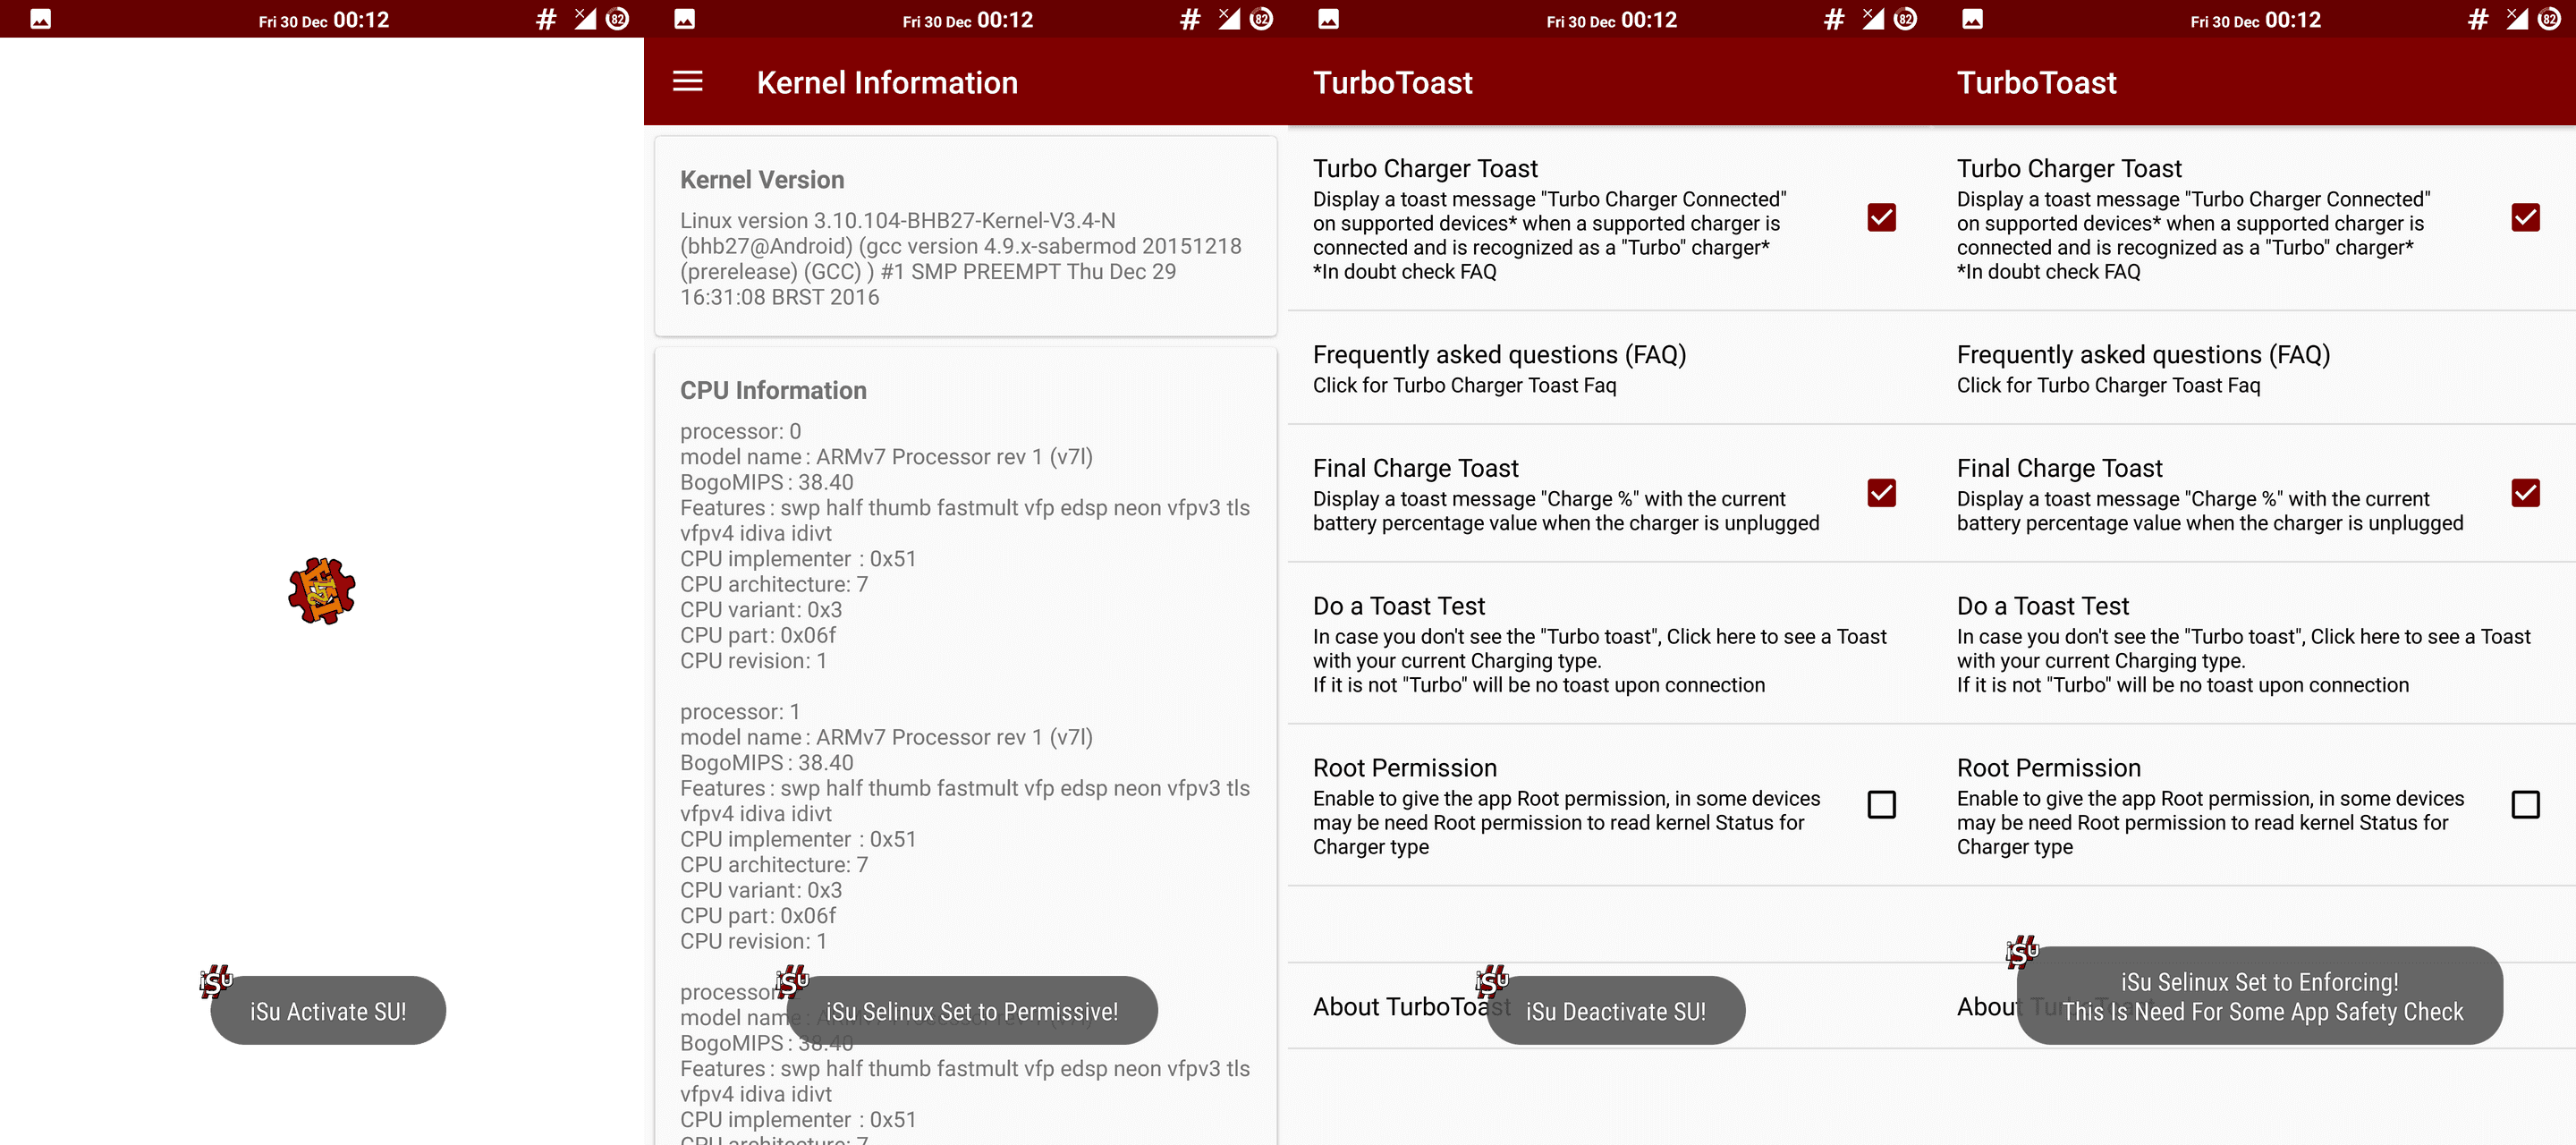 Fri 30 Dec 00:12
# 82
iSu
iSu Activate SU!
Fri 30 Dec 00:12
# 82
Kernel Information
Kernel Version
Linux version 3.10.104-BHB27-Kernel-V3.4-N
(bhb27@Android) (gcc version 4.9.x-sabermod 20151218
(prerelease) (GCC) ) #1 SMP PREEMPT Thu Dec 29
16:31:08 BRST 2016
CPU Information
processor: 0
model name : ARMv7 Processor rev 1 (v7l)
BogoMIPS : 38.40
Features : swp half thumb fastmult vfp edsp neon vfpv3 tls
vfpv4 idiva idivt
CPU implementer : 0x51
CPU architecture: 7
CPU variant: 0x3
CPU part: 0x06f
CPU revision: 1
processor: 1
model name : ARMv7 Processor rev 1 (v7l)
BogoMIPS : 38.40
Features : swp half thumb fastmult vfp edsp neon vfpv3 tls
vfpv4 idiva idivt
CPU implementer : 0x51
CPU architecture: 7
CPU variant: 0x3
CPU part: 0x06f
CPU revision: 1
processor
model name : ARMv7 Processor rev 1 (v7l)
iSu
iSu Selinux Set to Permissive!
BogoMIPS : 38.40
Features : swp half thumb fastmult vfp edsp neon vfpv3 tls
vfpv4 idiva idivt
CPU implementer : 0x51
CPU architecture: 7
Fri 30 Dec 00:12
# 82
TurboToast
Turbo Charger Toast
Display a toast message "Turbo Charger Connected"
on supported devices* when a supported charger is
connected and is recognized as a "Turbo" charger*
*In doubt check FAQ
Frequently asked questions (FAQ)
Click for Turbo Charger Toast Faq
Final Charge Toast
Display a toast message "Charge %" with the current
battery percentage value when the charger is unplugged
Do a Toast Test
In case you don't see the "Turbo toast", Click here to see a Toast
with your current Charging type.
If it is not "Turbo" will be no toast upon connection
Root Permission
Enable to give the app Root permission, in some devices
may be need Root permission to read kernel Status for
Charger type
About TurboToast
iSu
iSu Deactivate SU!
Fri 30 Dec 00:12
# 82
TurboToast
Turbo Charger Toast
Display a toast message "Turbo Charger Connected"
on supported devices* when a supported charger is
connected and is recognized as a "Turbo" charger*
*In doubt check FAQ
Frequently asked questions (FAQ)
Click for Turbo Charger Toast Faq
Final Charge Toast
Display a toast message "Charge %" with the current
battery percentage value when the charger is unplugged
Do a Toast Test
In case you don't see the "Turbo toast", Click here to see a Toast
with your current Charging type.
If it is not "Turbo" will be no toast upon connection
Root Permission
Enable to give the app Root permission, in some devices
may be need Root permission to read kernel Status for
Charger type
About TurboToast
iSu
iSu Selinux Set to Enforcing!
This Is Need For Some App Safety Check